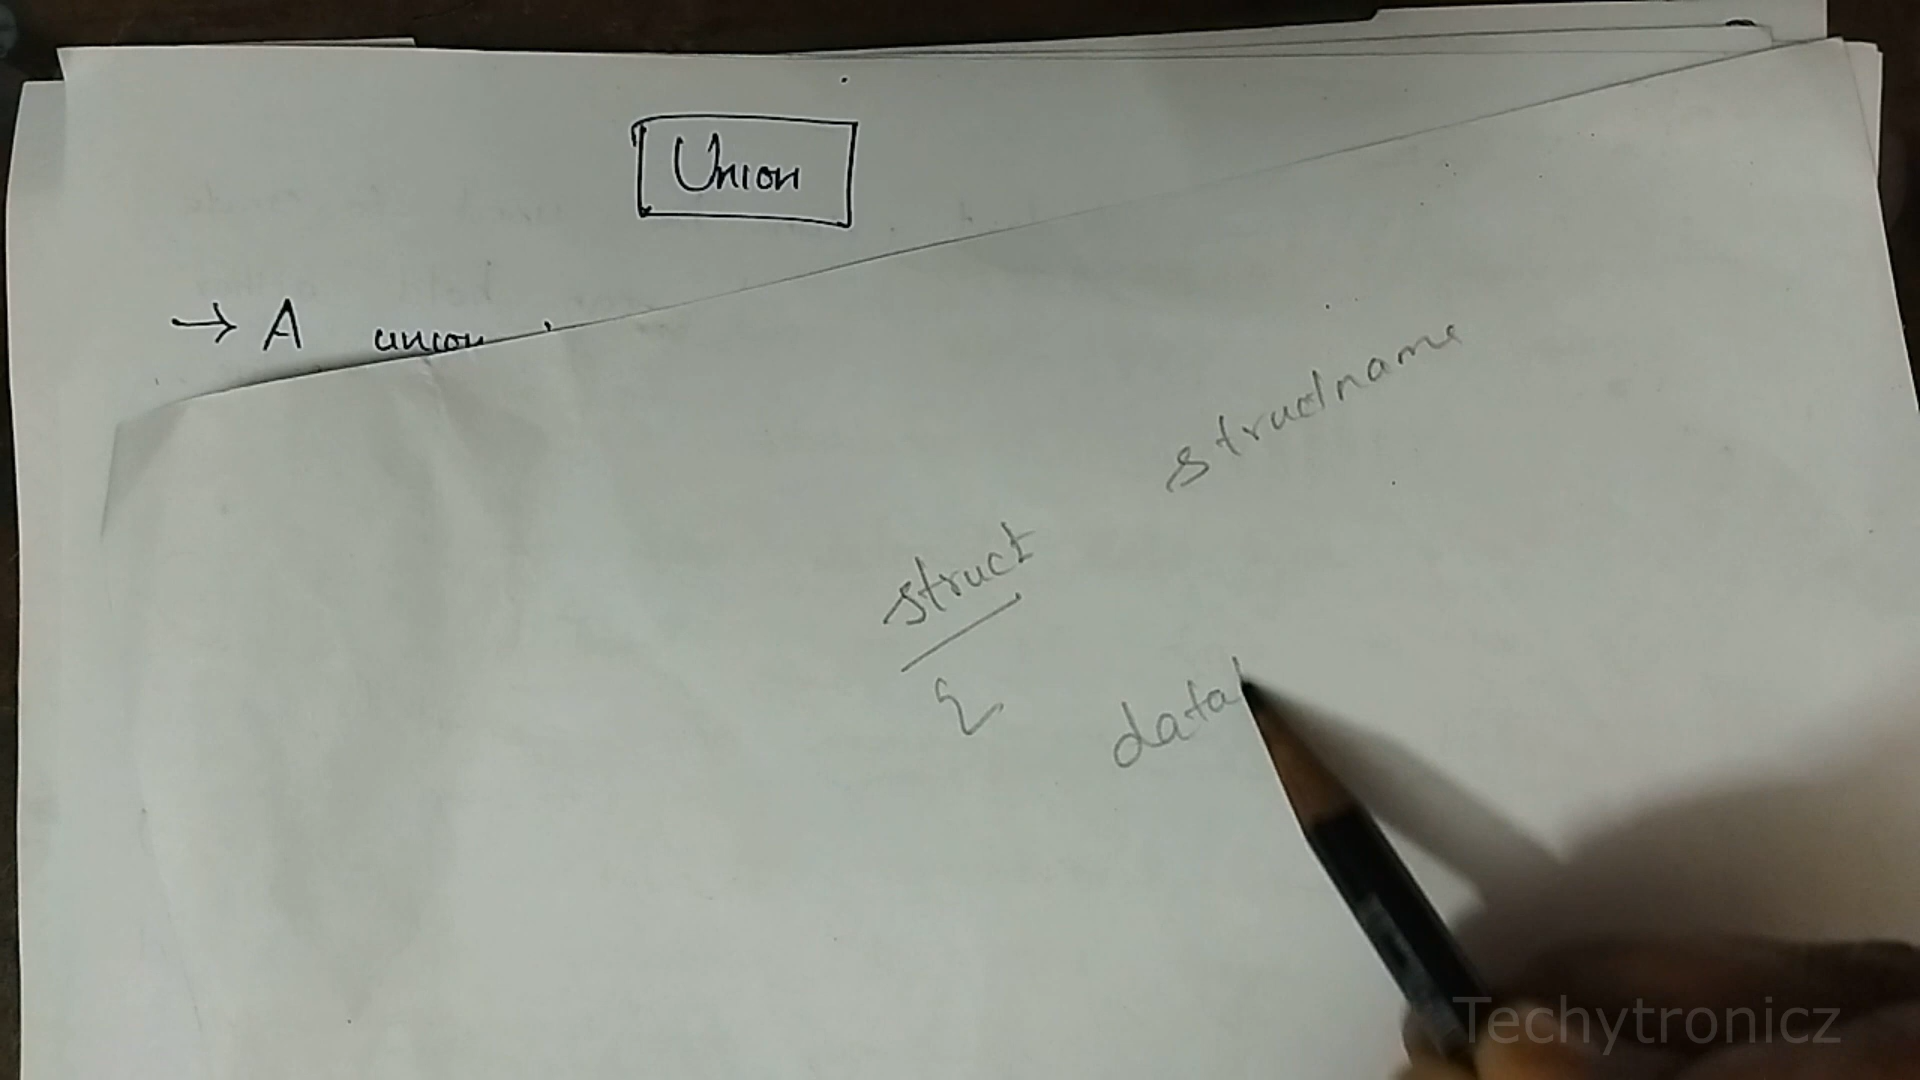 Union
→ A union
struct structname
{ data
Techytronicz